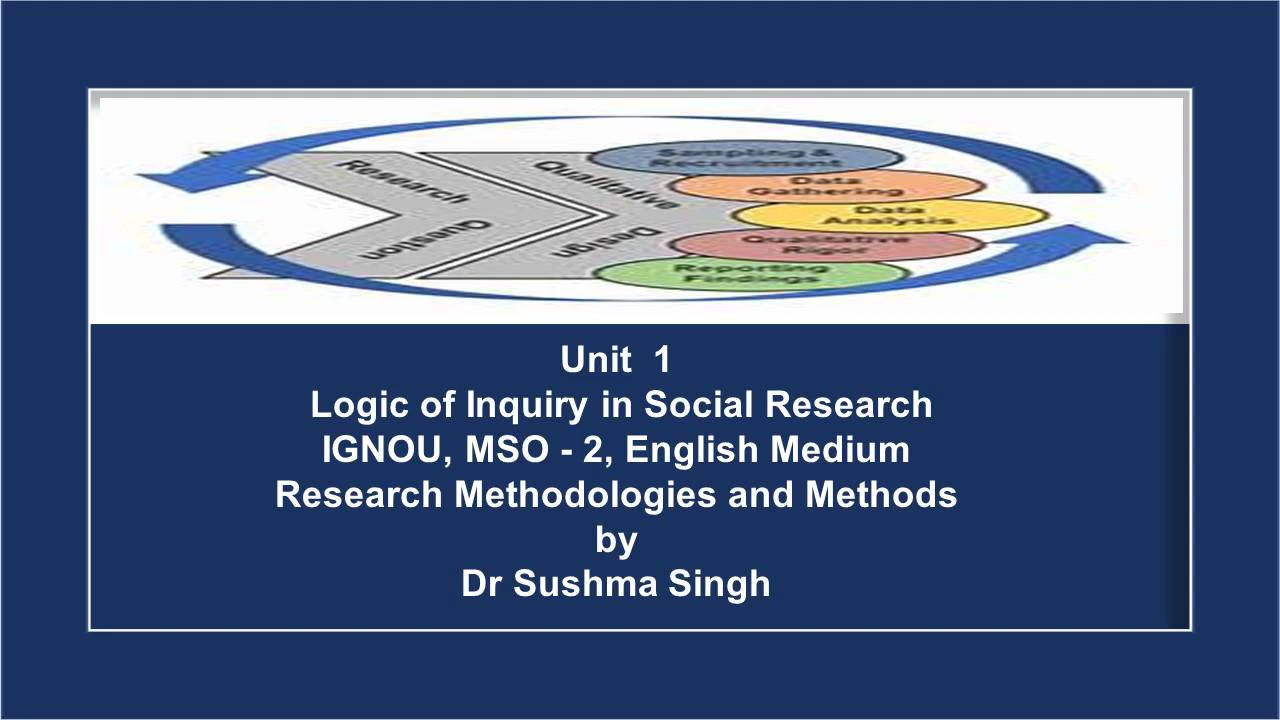 Research
Question
Qualitative
Design
Sampling &
Recruitment
Data
Gathering
Data
Analysis
Qualitative
Rigor
Reporting
Findings
Unit 1
Logic of Inquiry in Social Research
IGNOU, MSO - 2, English Medium
Research Methodologies and Methods
by
Dr Sushma Singh